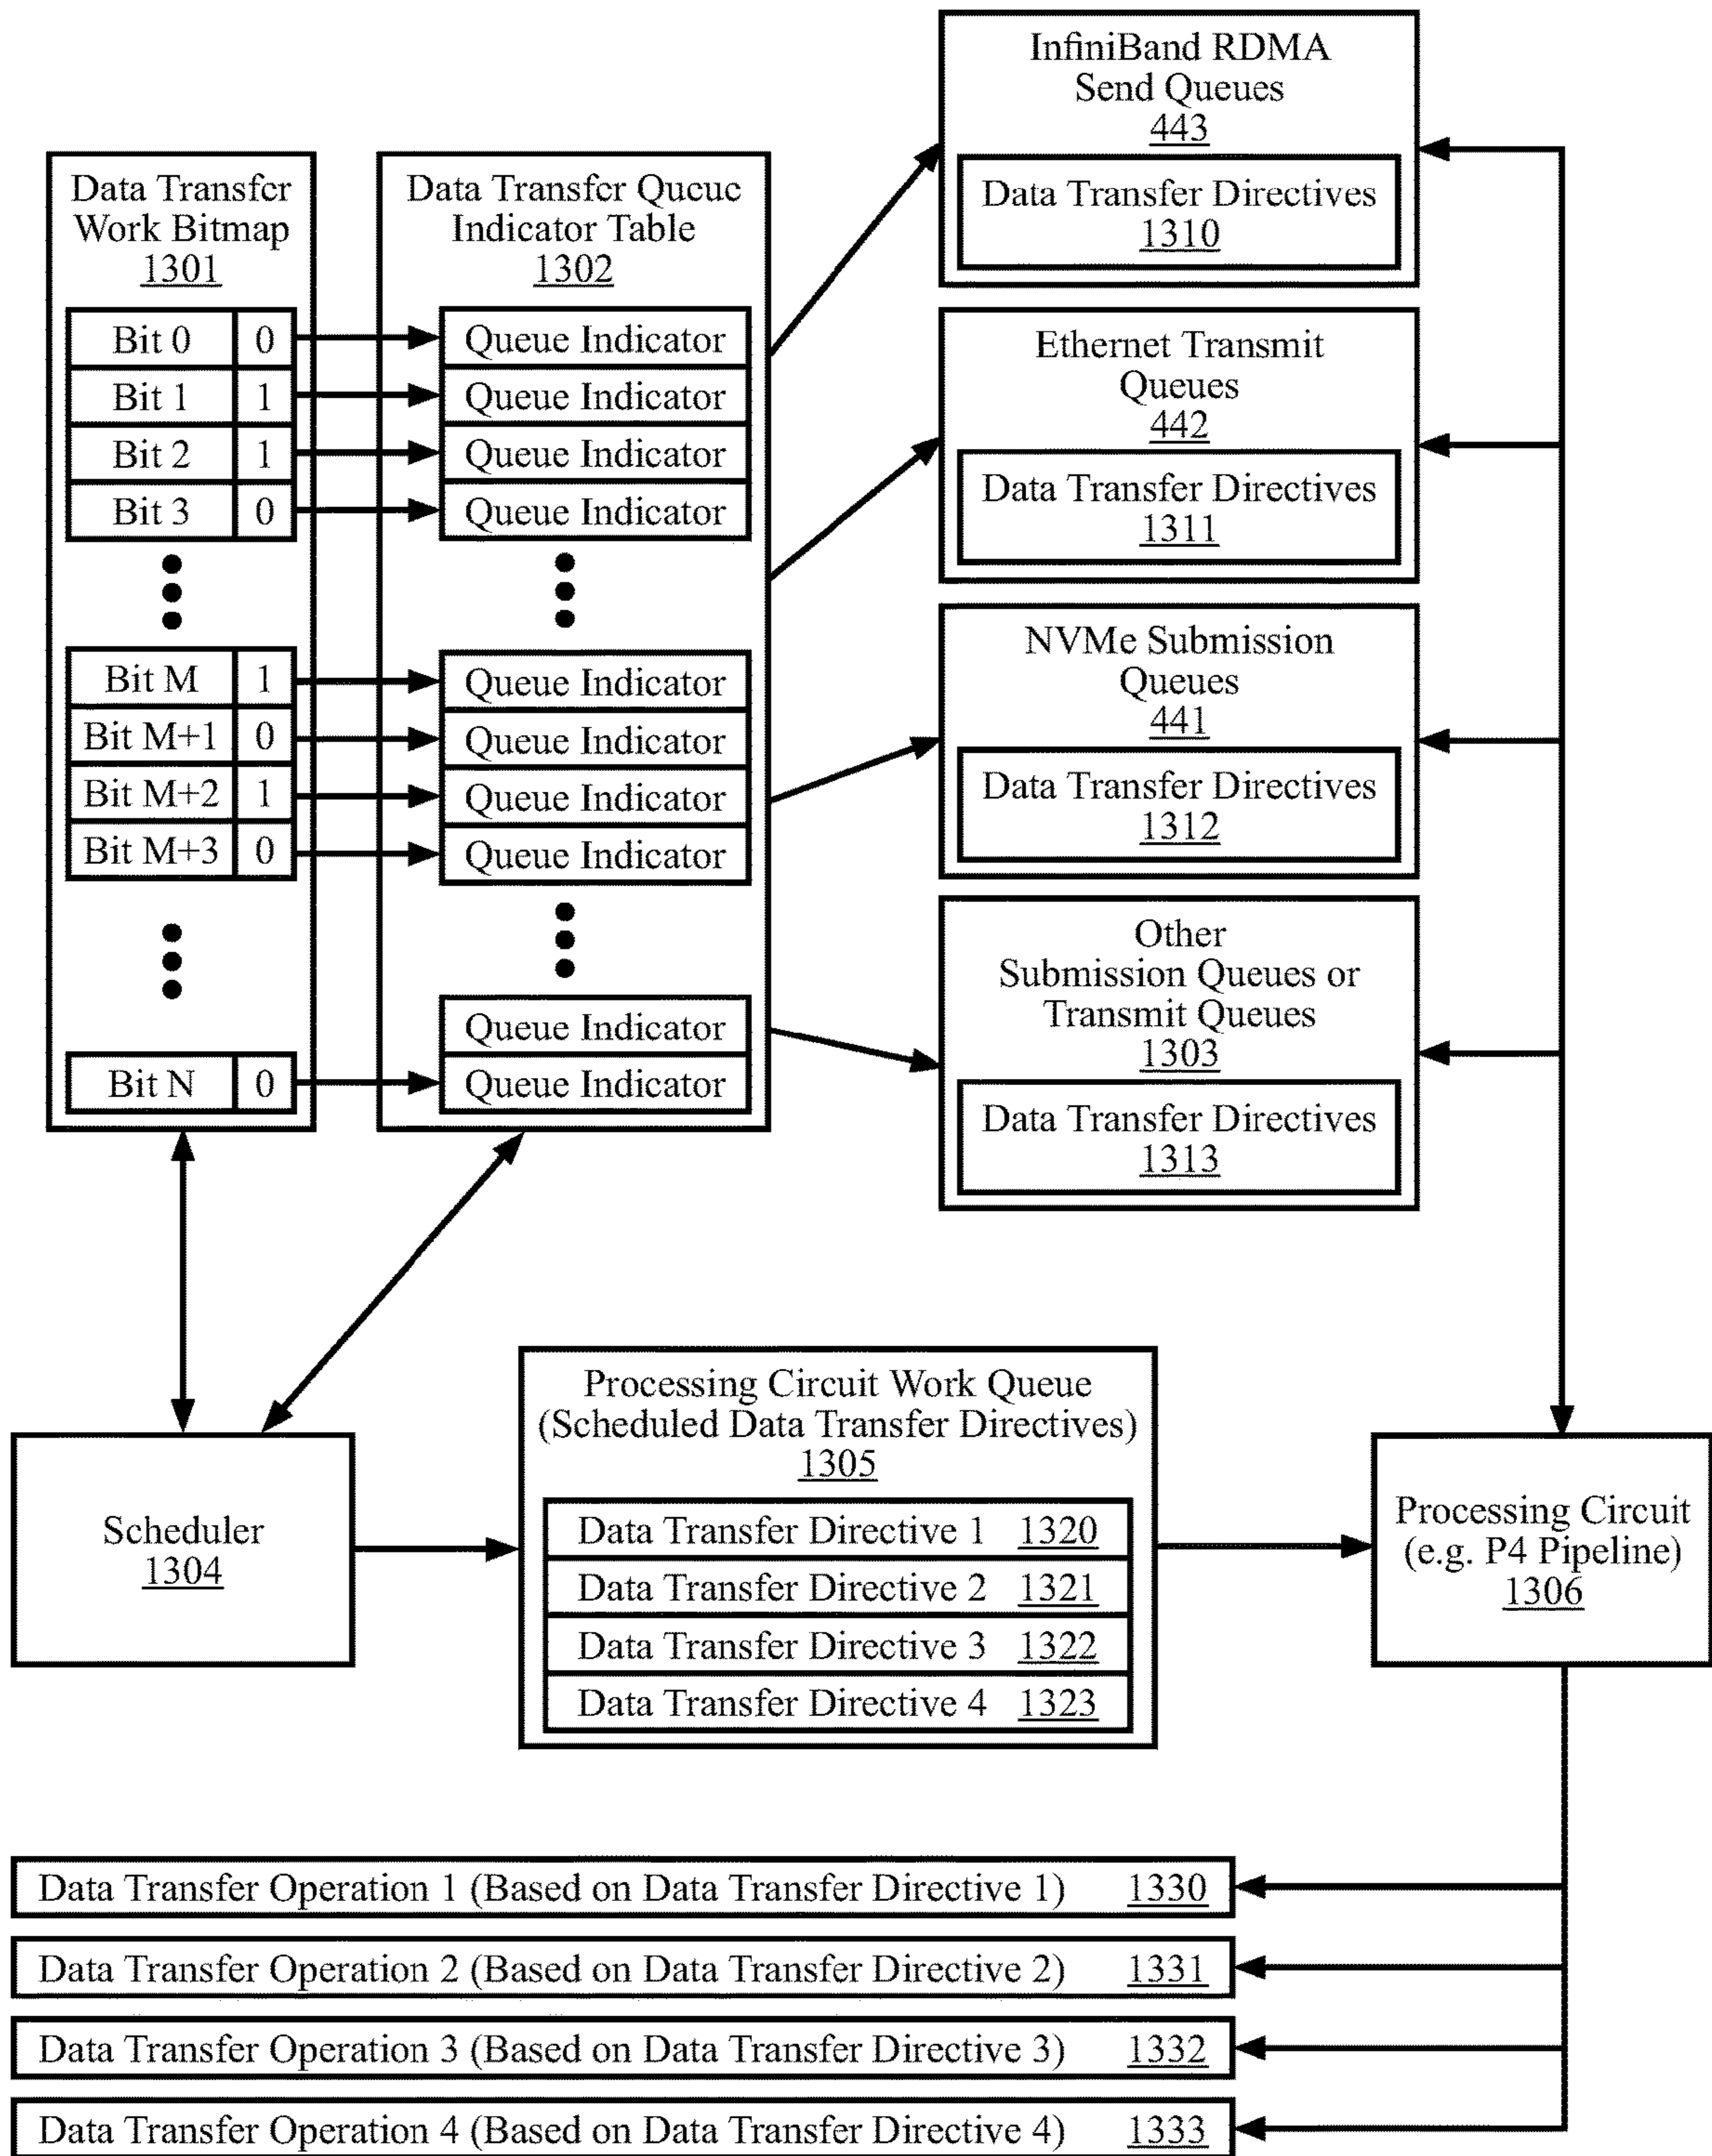 InfiniBand RDMA
Send Queues
443
Data Transfer Directives
1310
Data Transfer
Work Bitmap
1301
Bit 0 0
Bit 1 1
Bit 2 1
Bit 3 0
Bit M 1
Bit M+1 0
Bit M+2 1
Bit M+3 0
Bit N 0
Data Transfer Queue
Indicator Table
1302
Queue Indicator
Queue Indicator
Queue Indicator
Queue Indicator
Queue Indicator
Queue Indicator
Queue Indicator
Queue Indicator
Queue Indicator
Queue Indicator
Ethernet Transmit
Queues
442
Data Transfer Directives
1311
NVMe Submission
Queues
441
Data Transfer Directives
1312
Other
Submission Queues or
Transmit Queues
1303
Data Transfer Directives
1313
Scheduler
1304
Processing Circuit Work Queue
(Scheduled Data Transfer Directives)
1305
Data Transfer Directive 1 1320
Data Transfer Directive 2 1321
Data Transfer Directive 3 1322
Data Transfer Directive 4 1323
Processing Circuit
(e.g. P4 Pipeline)
1306
Data Transfer Operation 1 (Based on Data Transfer Directive 1) 1330
Data Transfer Operation 2 (Based on Data Transfer Directive 2) 1331
Data Transfer Operation 3 (Based on Data Transfer Directive 3) 1332
Data Transfer Operation 4 (Based on Data Transfer Directive 4) 1333